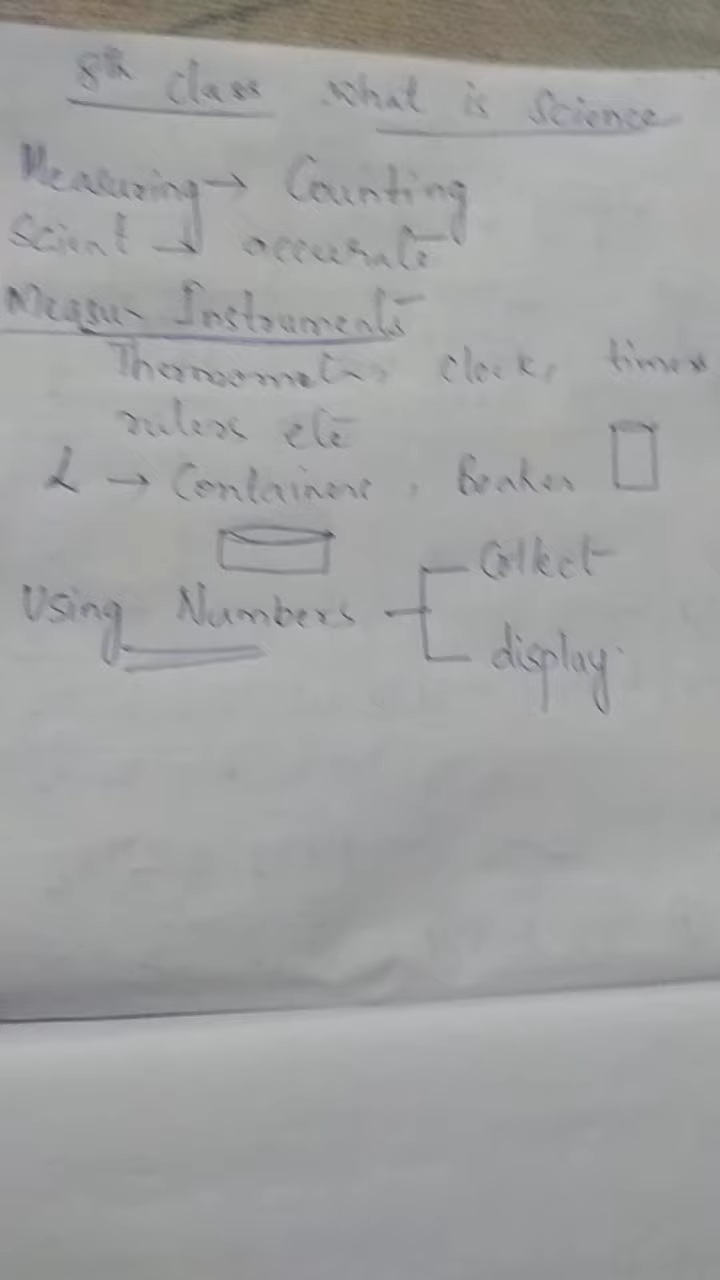 8th class what is Science
Measuring → Counting
Scient → accurate
Measu- Instruments
Thermomet, clock, timer
rulers etc
L → Containers, Beaker
Using Numbers
Collect
display